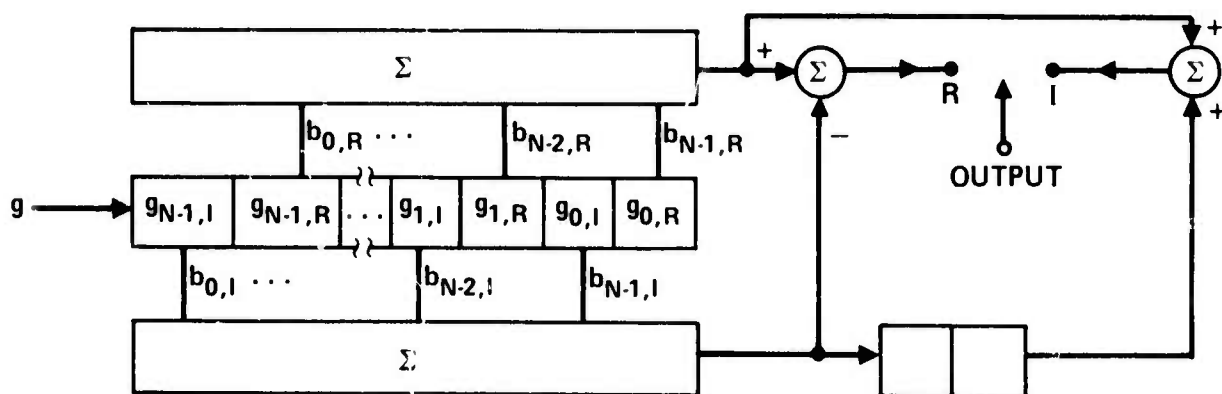 +
Σ
+
Σ
Σ
R
I
+
b0,R ··· bN-2,R bN-1,R
−
OUTPUT
g
gN-1,I gN-1,R ··· g1,I g1,R g0,I g0,R
b0,I ··· bN-2,I bN-1,I
Σ